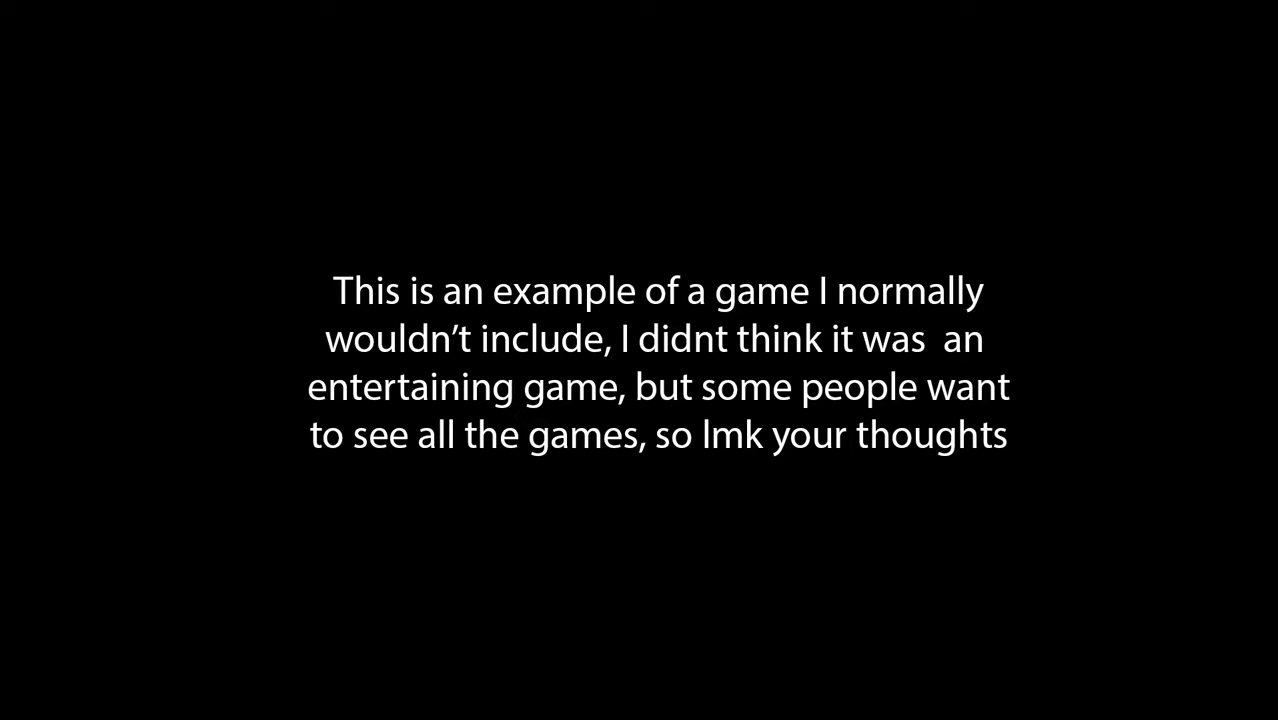 This is an example of a game I normally
wouldn’t include, I didnt think it was  an
entertaining game, but some people want
to see all the games, so lmk your thoughts